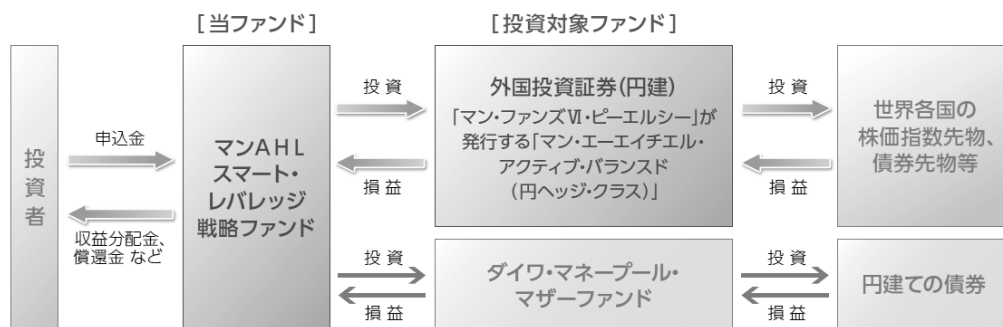 [当ファンド]
[投資対象ファンド]
投資者
申込金
収益分配金、
償還金 など
マンAHL
スマート・
レバレッジ
戦略ファンド
投 資
損 益
外国投資証券(円建)
「マン・ファンズⅥ・ピーエルシー」が
発行する「マン・エーエイチエル・
アクティブ・バランスド
(円ヘッジ・クラス)」
投 資
損 益
世界各国の
株価指数先物、
債券先物等
投 資
損 益
ダイワ・マネープール・
マザーファンド
投 資
損 益
円建ての債券